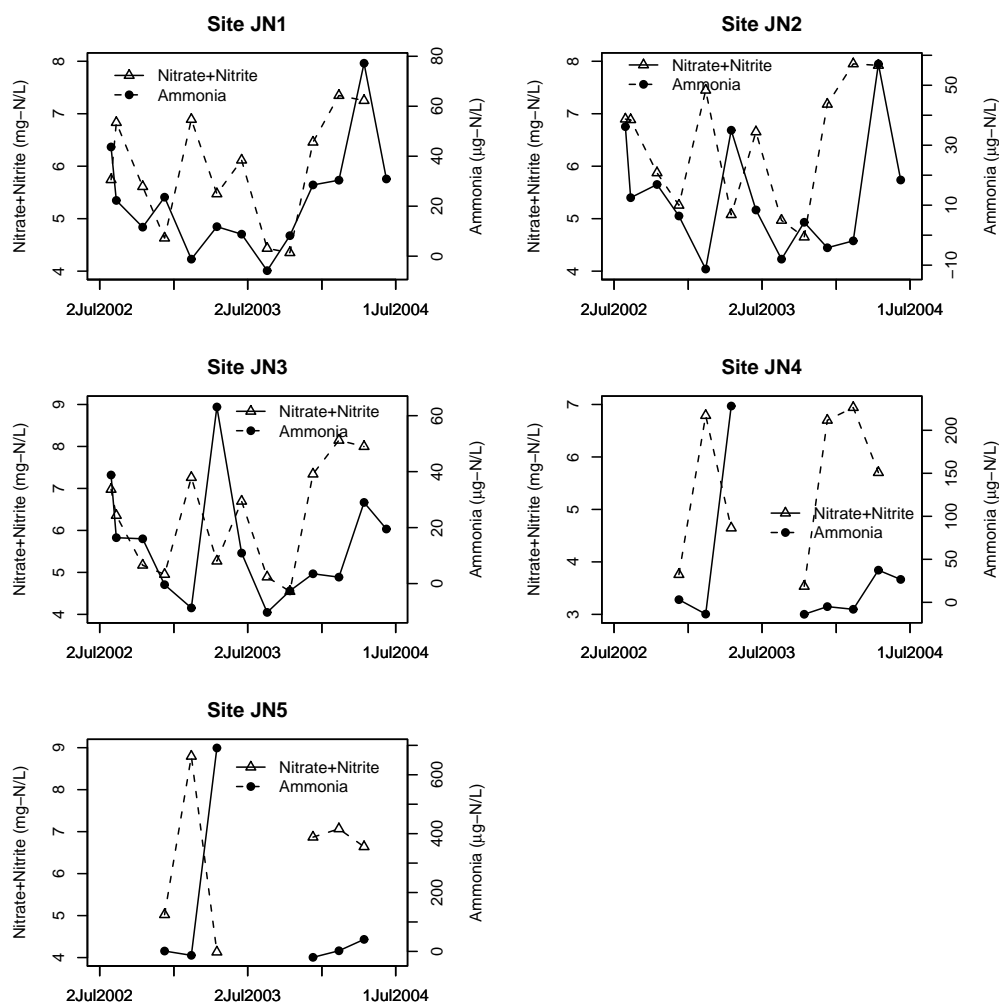 Site JN1
Nitrate+Nitrite (mg−N/L)
8
7
6
5
4
Nitrate+Nitrite
Ammonia
80
60
40
20
0
Ammonia (µg−N/L)
2Jul2002
2Jul2003
1Jul2004
Site JN2
Nitrate+Nitrite (mg−N/L)
8
7
6
5
4
Nitrate+Nitrite
Ammonia
50
30
10
−10
Ammonia (µg−N/L)
2Jul2002
2Jul2003
1Jul2004
Site JN3
Nitrate+Nitrite (mg−N/L)
9
8
7
6
5
4
Nitrate+Nitrite
Ammonia
60
40
20
0
Ammonia (µg−N/L)
2Jul2002
2Jul2003
1Jul2004
Site JN4
Nitrate+Nitrite (mg−N/L)
7
6
5
4
3
Nitrate+Nitrite
Ammonia
200
150
100
50
0
Ammonia (µg−N/L)
2Jul2002
2Jul2003
1Jul2004
Site JN5
Nitrate+Nitrite (mg−N/L)
9
8
7
6
5
4
Nitrate+Nitrite
Ammonia
600
400
200
0
Ammonia (µg−N/L)
2Jul2002
2Jul2003
1Jul2004